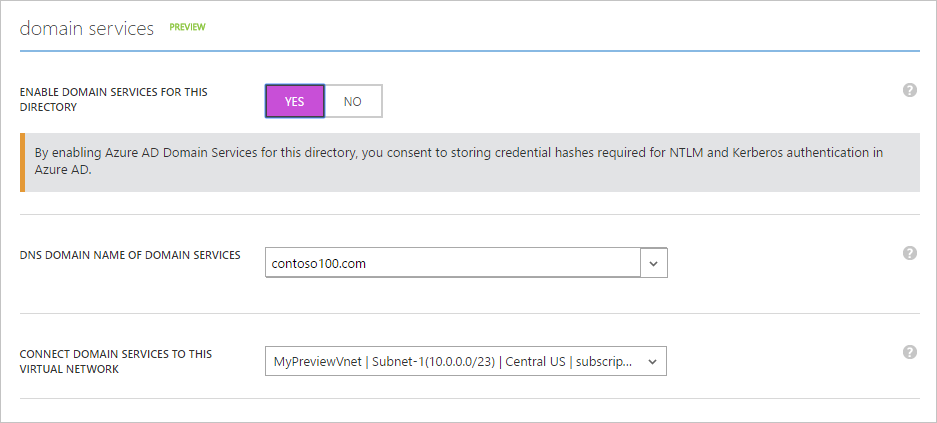 domain services PREVIEW
ENABLE DOMAIN SERVICES FOR THIS
DIRECTORY
YES NO
?
By enabling Azure AD Domain Services for this directory, you consent to storing credential hashes required for NTLM and Kerberos authentication in
Azure AD.
DNS DOMAIN NAME OF DOMAIN SERVICES
contoso100.com
?
CONNECT DOMAIN SERVICES TO THIS
VIRTUAL NETWORK
MyPreviewVnet | Subnet-1(10.0.0.0/23) | Central US | subscrip...
?